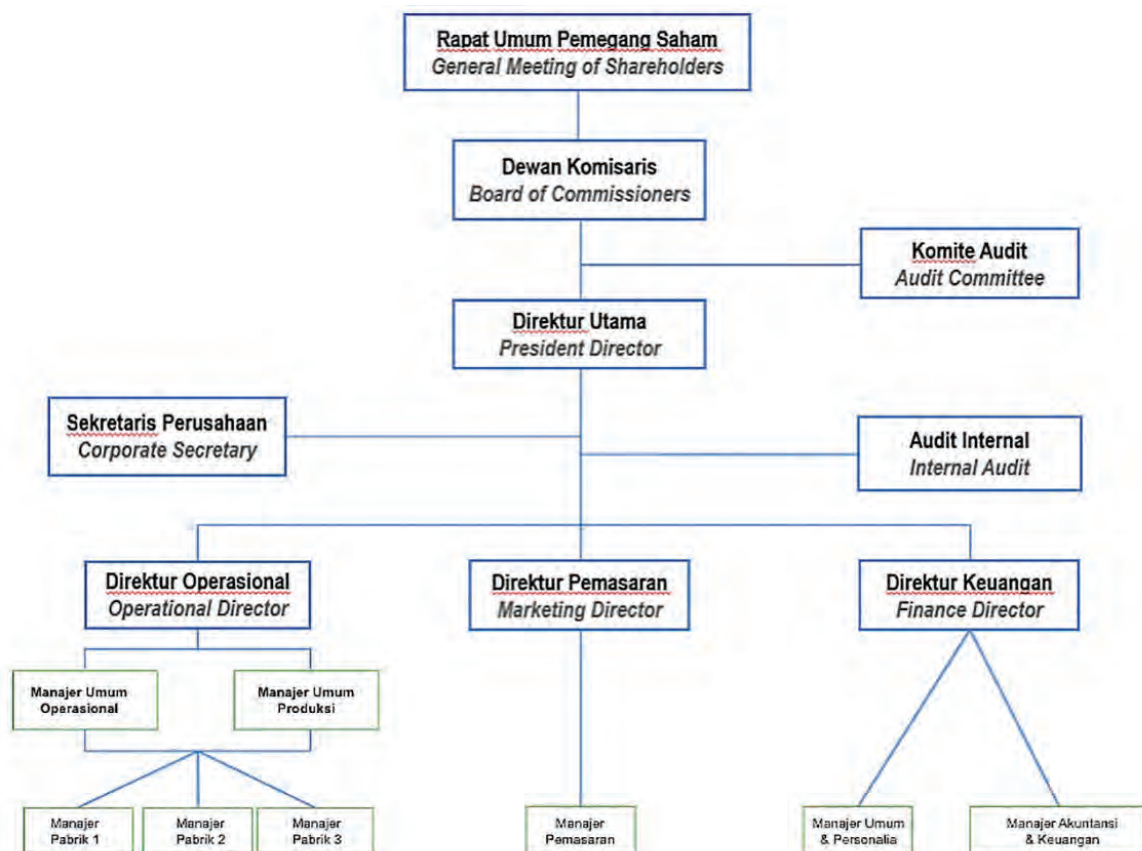 Rapat Umum Pemegang Saham
General Meeting of Shareholders
Dewan Komisaris
Board of Commissioners
Komite Audit
Audit Committee
Direktur Utama
President Director
Sekretaris Perusahaan
Corporate Secretary
Audit Internal
Internal Audit
Direktur Operasional
Operational Director
Direktur Pemasaran
Marketing Director
Direktur Keuangan
Finance Director
Manajer Umum
Operasional
Manajer Umum
Produksi
Manajer
Pabrik 1
Manajer
Pabrik 2
Manajer
Pabrik 3
Manajer
Pemasaran
Manajer Umum
& Personalia
Manajer Akuntansi
& Keuangan